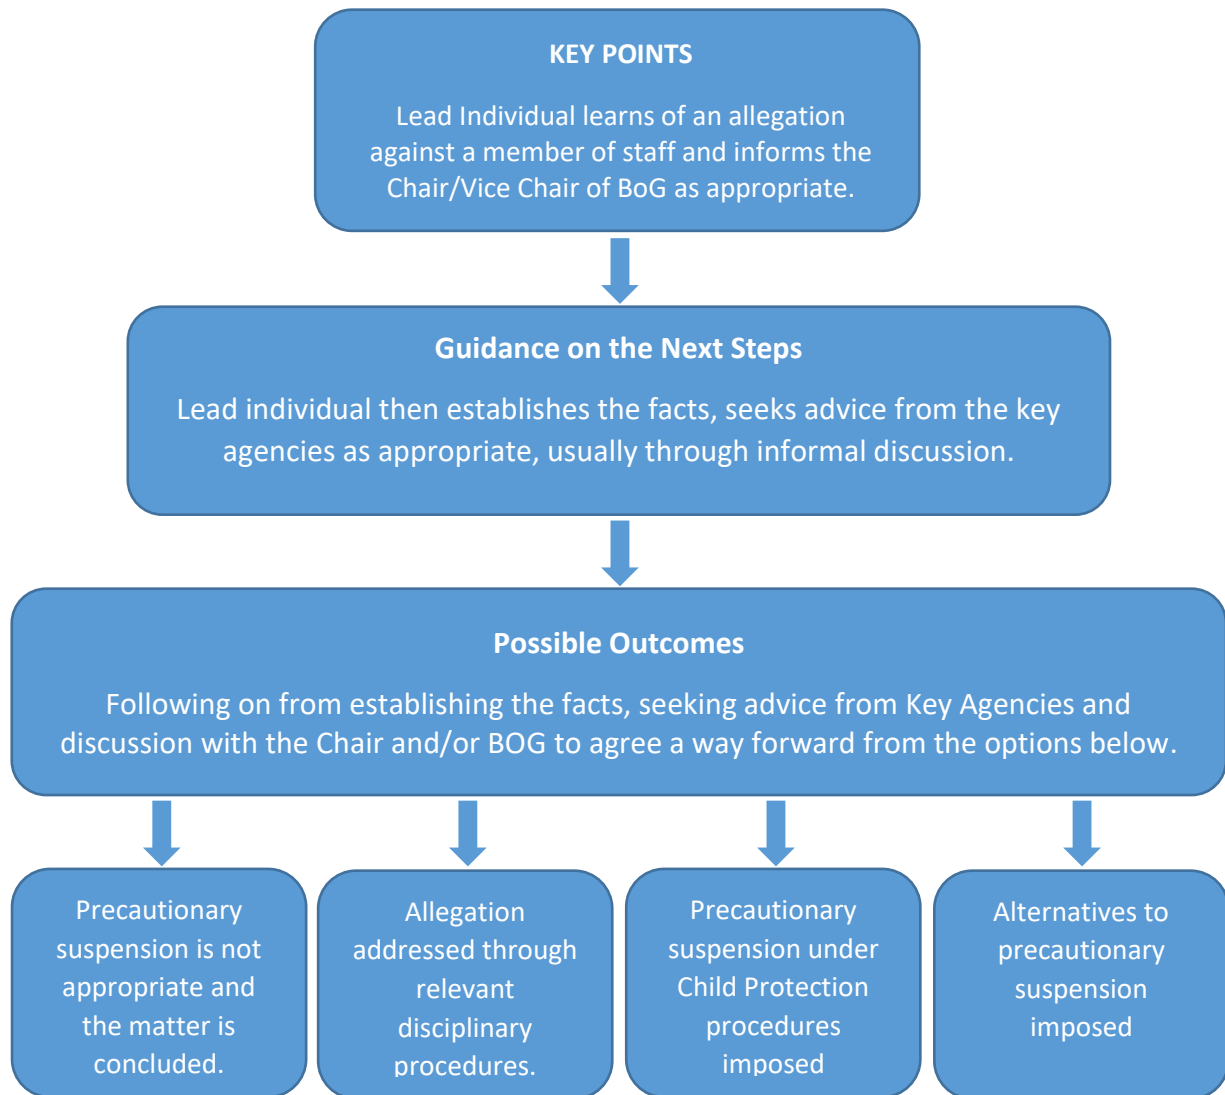 KEY POINTS
Lead Individual learns of an allegation
against a member of staff and informs the
Chair/Vice Chair of BoG as appropriate.
Guidance on the Next Steps
Lead individual then establishes the facts, seeks advice from the key
agencies as appropriate, usually through informal discussion.
Possible Outcomes
Following on from establishing the facts, seeking advice from Key Agencies and
discussion with the Chair and/or BOG to agree a way forward from the options below.
Precautionary
suspension is not
appropriate and
the matter is
concluded.
Allegation
addressed through
relevant
disciplinary
procedures.
Precautionary
suspension under
Child Protection
procedures
imposed
Alternatives to
precautionary
suspension
imposed